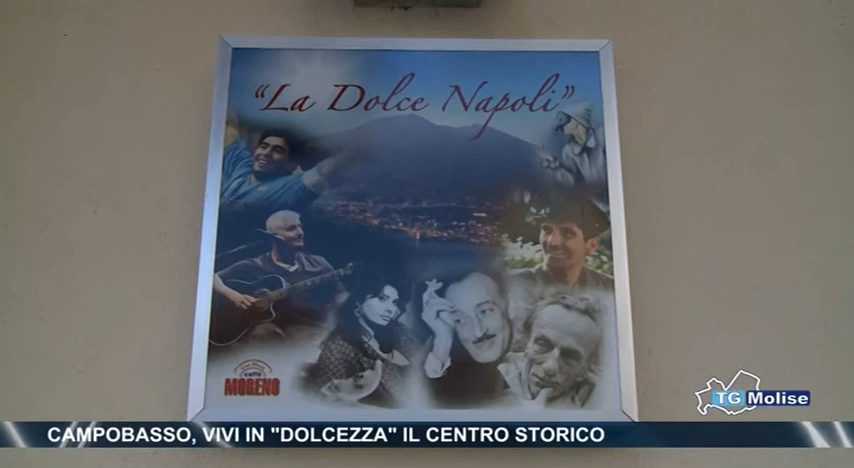 "La Dolce Napoli"
caffè
MORENO
TG Molise
CAMPOBASSO, VIVI IN "DOLCEZZA" IL CENTRO STORICO